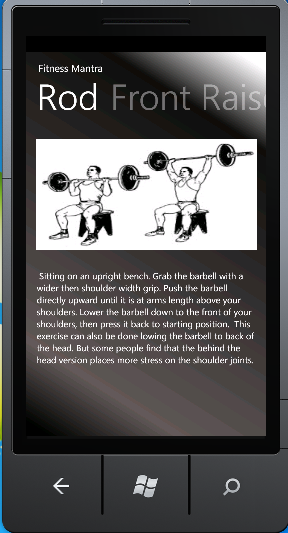 Fitness Mantra
Rod Front Raise
Sitting on an upright bench. Grab the barbell with a
wider then shoulder width grip. Push the barbell
directly upward until it is at arms length above your
shoulders. Lower the barbell down to the front of your
shoulders, then press it back to starting position. This
exercise can also be done lowing the barbell to back of
the head. But some people find that the behind the
head version places more stress on the shoulder joints.